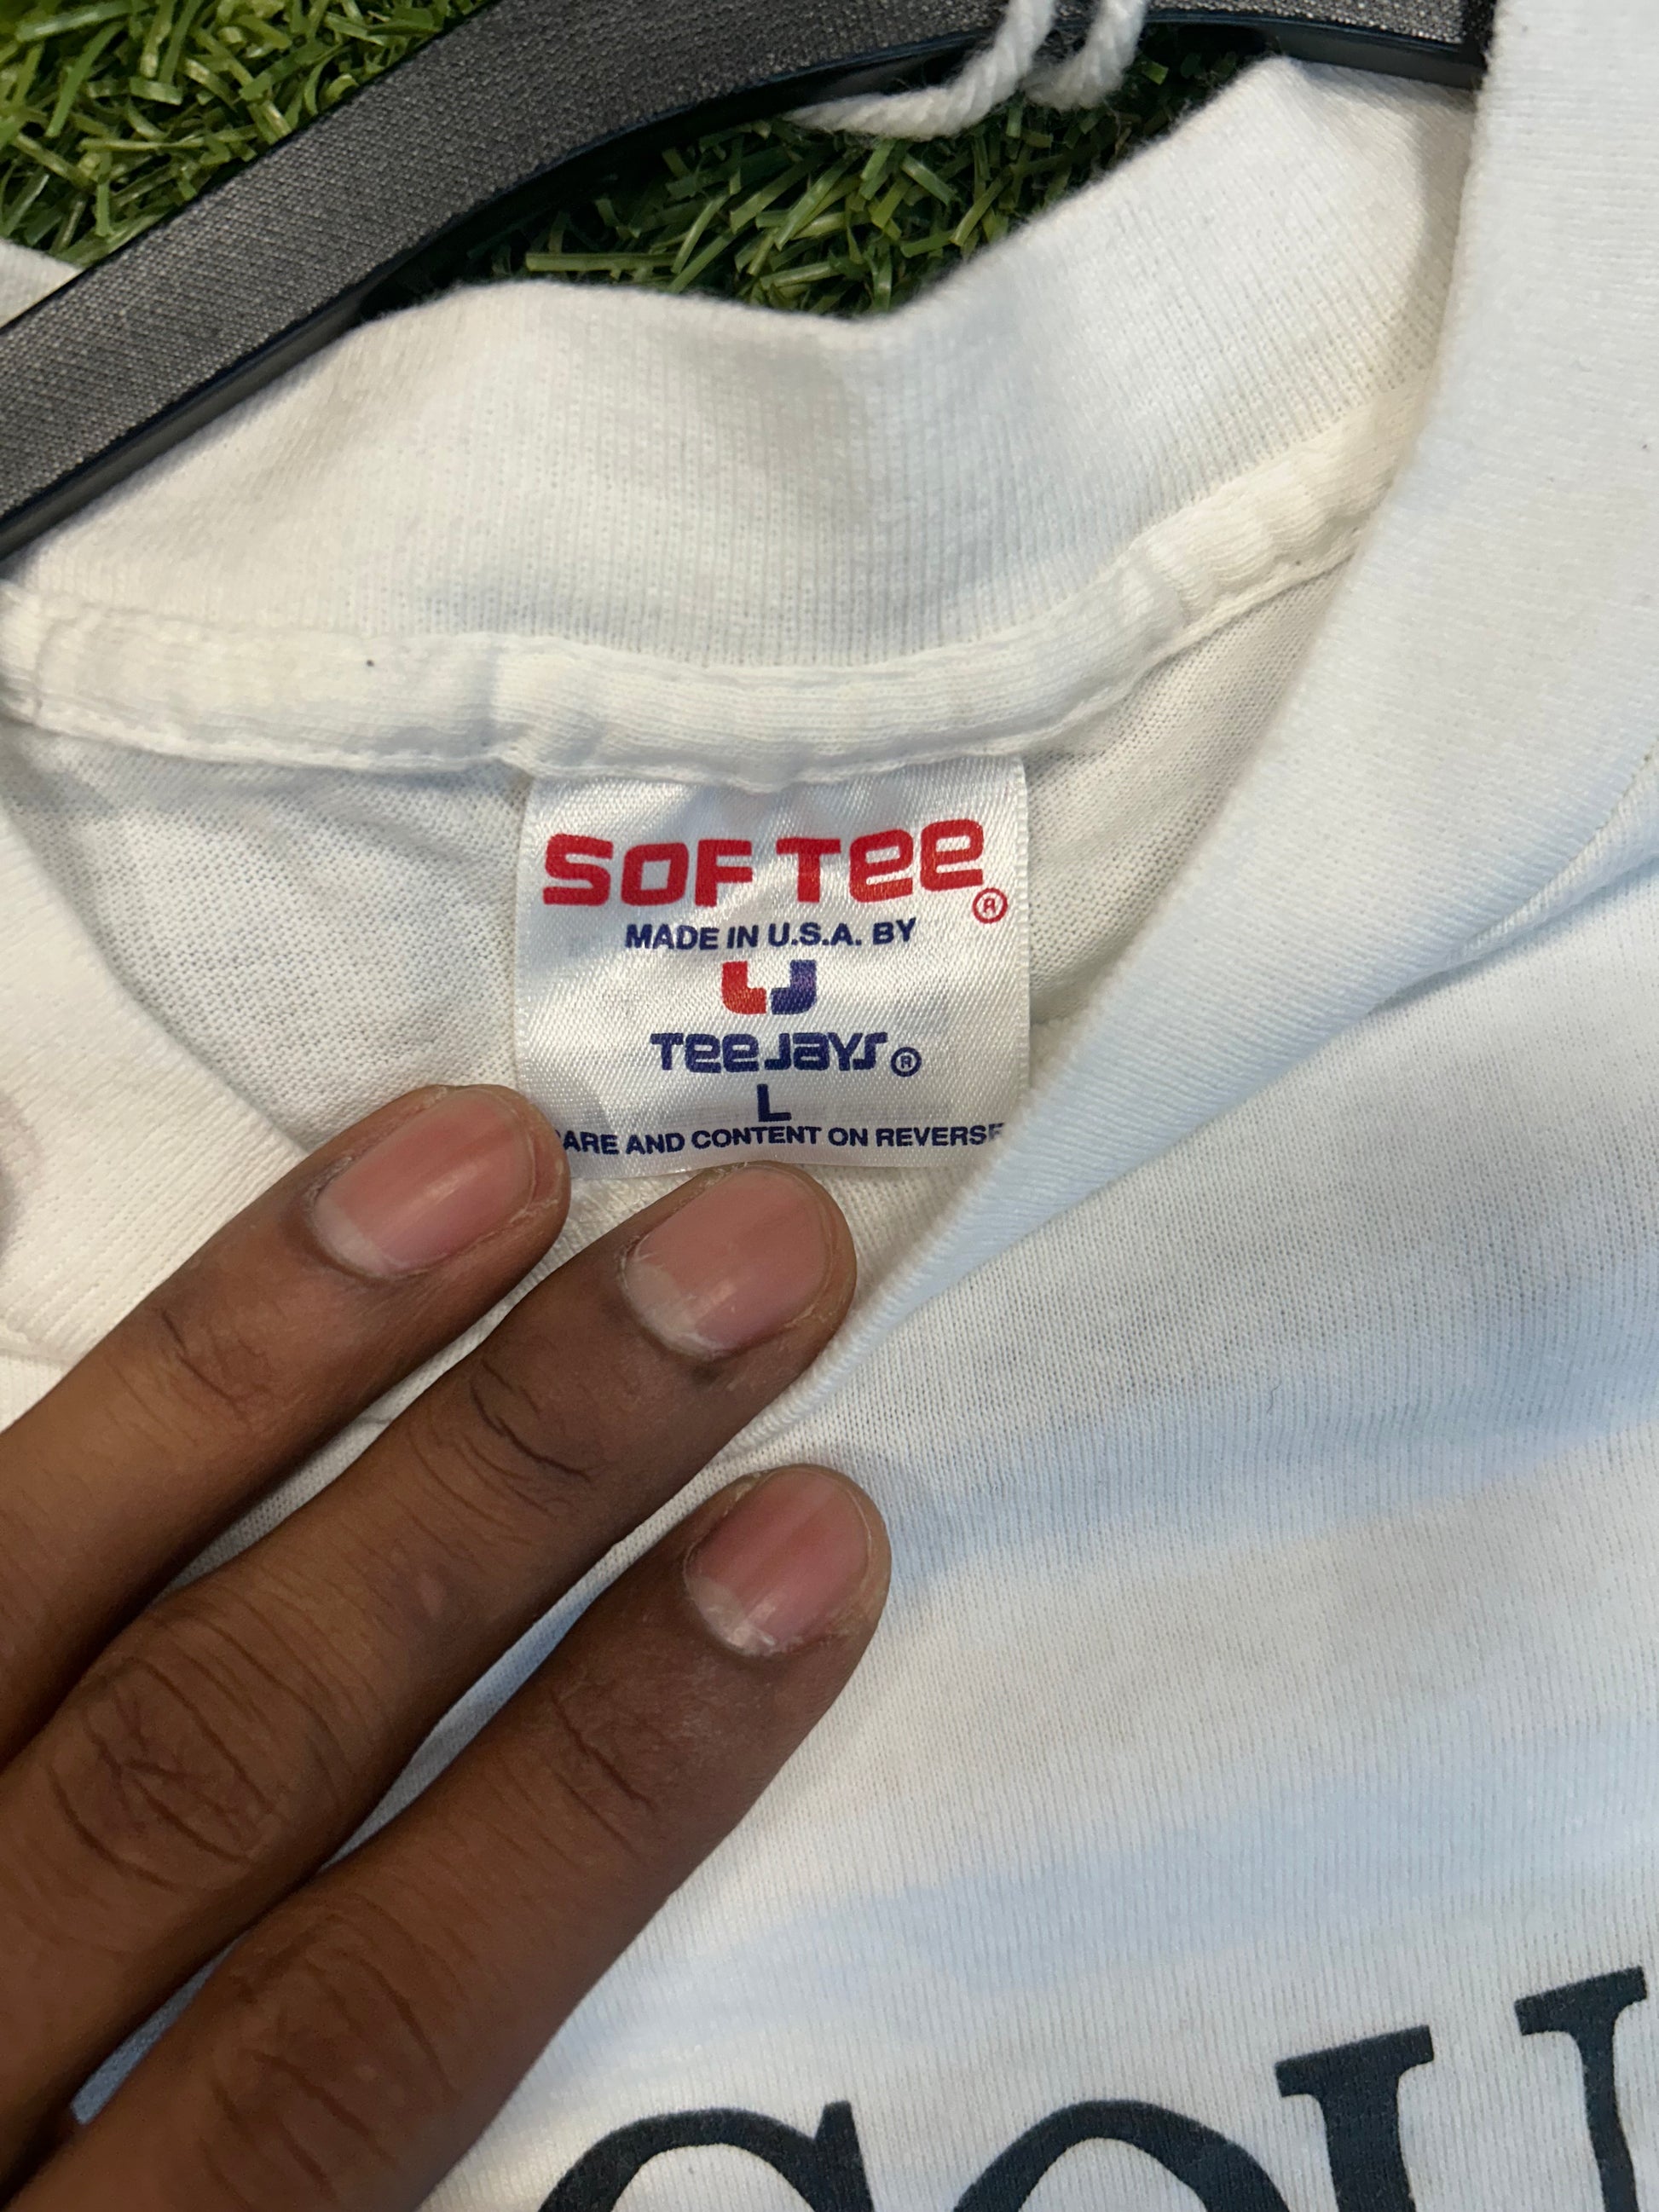 SOF TEE ®
MADE IN U.S.A. BY
TEE JAYS ®
L
ARE AND CONTENT ON REVERSE